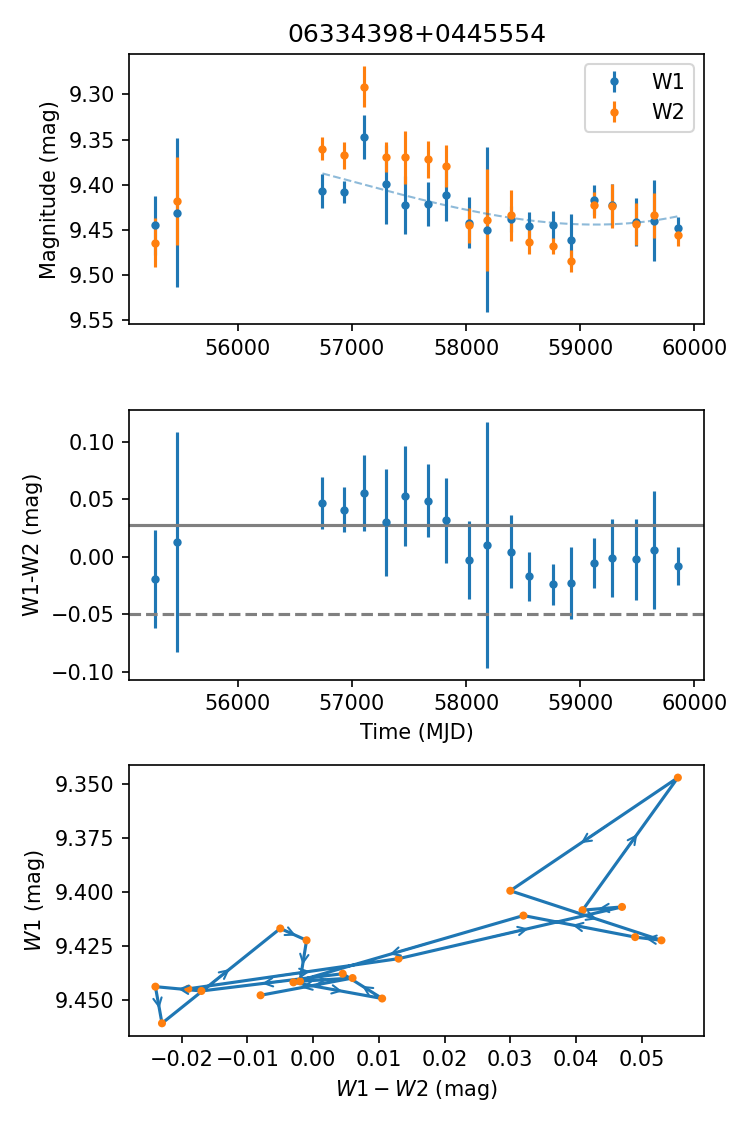 06334398+0445554
Magnitude (mag)
9.30
9.35
9.40
9.45
9.50
9.55
W1
W2
56000 57000 58000 59000 60000
W1-W2 (mag)
0.10
0.05
0.00
−0.05
−0.10
56000 57000 58000 59000 60000
Time (MJD)
W1 (mag)
9.350
9.375
9.400
9.425
9.450
−0.02 −0.01 0.00 0.01 0.02 0.03 0.04 0.05
W1 − W2 (mag)